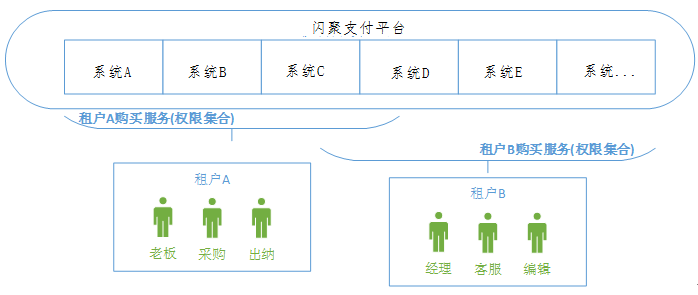 闪聚支付平台
系统A 系统B 系统C 系统D 系统E 系统...
租户A购买服务(权限集合)
租户B购买服务(权限集合)
租户A
老板 采购 出纳
租户B
经理 客服 编辑